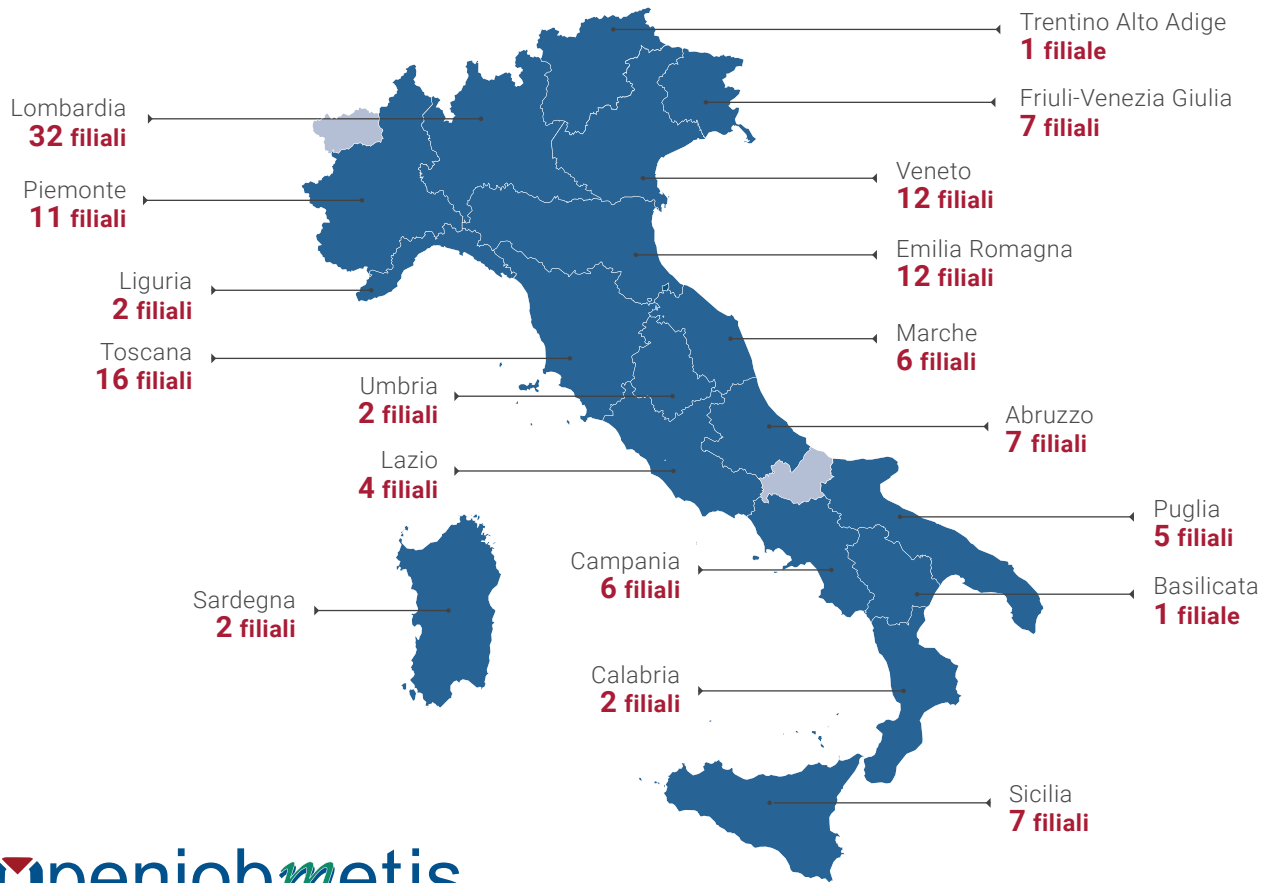 Trentino Alto Adige
1 filiale
Lombardia
32 filiali
Friuli-Venezia Giulia
7 filiali
Piemonte
11 filiali
Veneto
12 filiali
Emilia Romagna
12 filiali
Liguria
2 filiali
Marche
6 filiali
Toscana
16 filiali
Umbria
2 filiali
Abruzzo
7 filiali
Lazio
4 filiali
Puglia
5 filiali
Campania
6 filiali
Basilicata
1 filiale
Sardegna
2 filiali
Calabria
2 filiali
Sicilia
7 filiali
openjobmetis